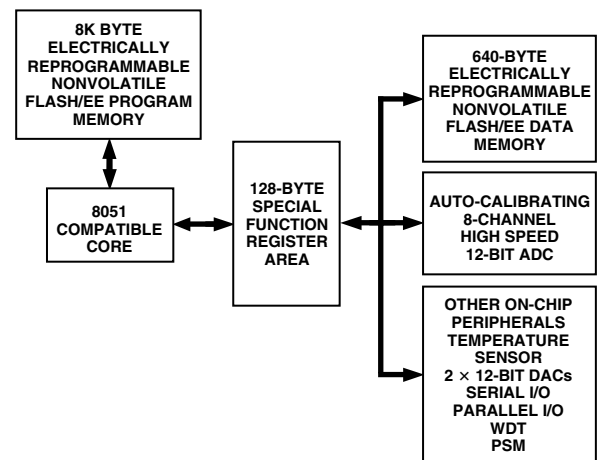 8K BYTE
ELECTRICALLY
REPROGRAMMABLE
NONVOLATILE
FLASH/EE PROGRAM
MEMORY
8051
COMPATIBLE
CORE
128-BYTE
SPECIAL
FUNCTION
REGISTER
AREA
640-BYTE
ELECTRICALLY
REPROGRAMMABLE
NONVOLATILE
FLASH/EE DATA
MEMORY
AUTO-CALIBRATING
8-CHANNEL
HIGH SPEED
12-BIT ADC
OTHER ON-CHIP
PERIPHERALS
TEMPERATURE
SENSOR
2 × 12-BIT DACs
SERIAL I/O
PARALLEL I/O
WDT
PSM